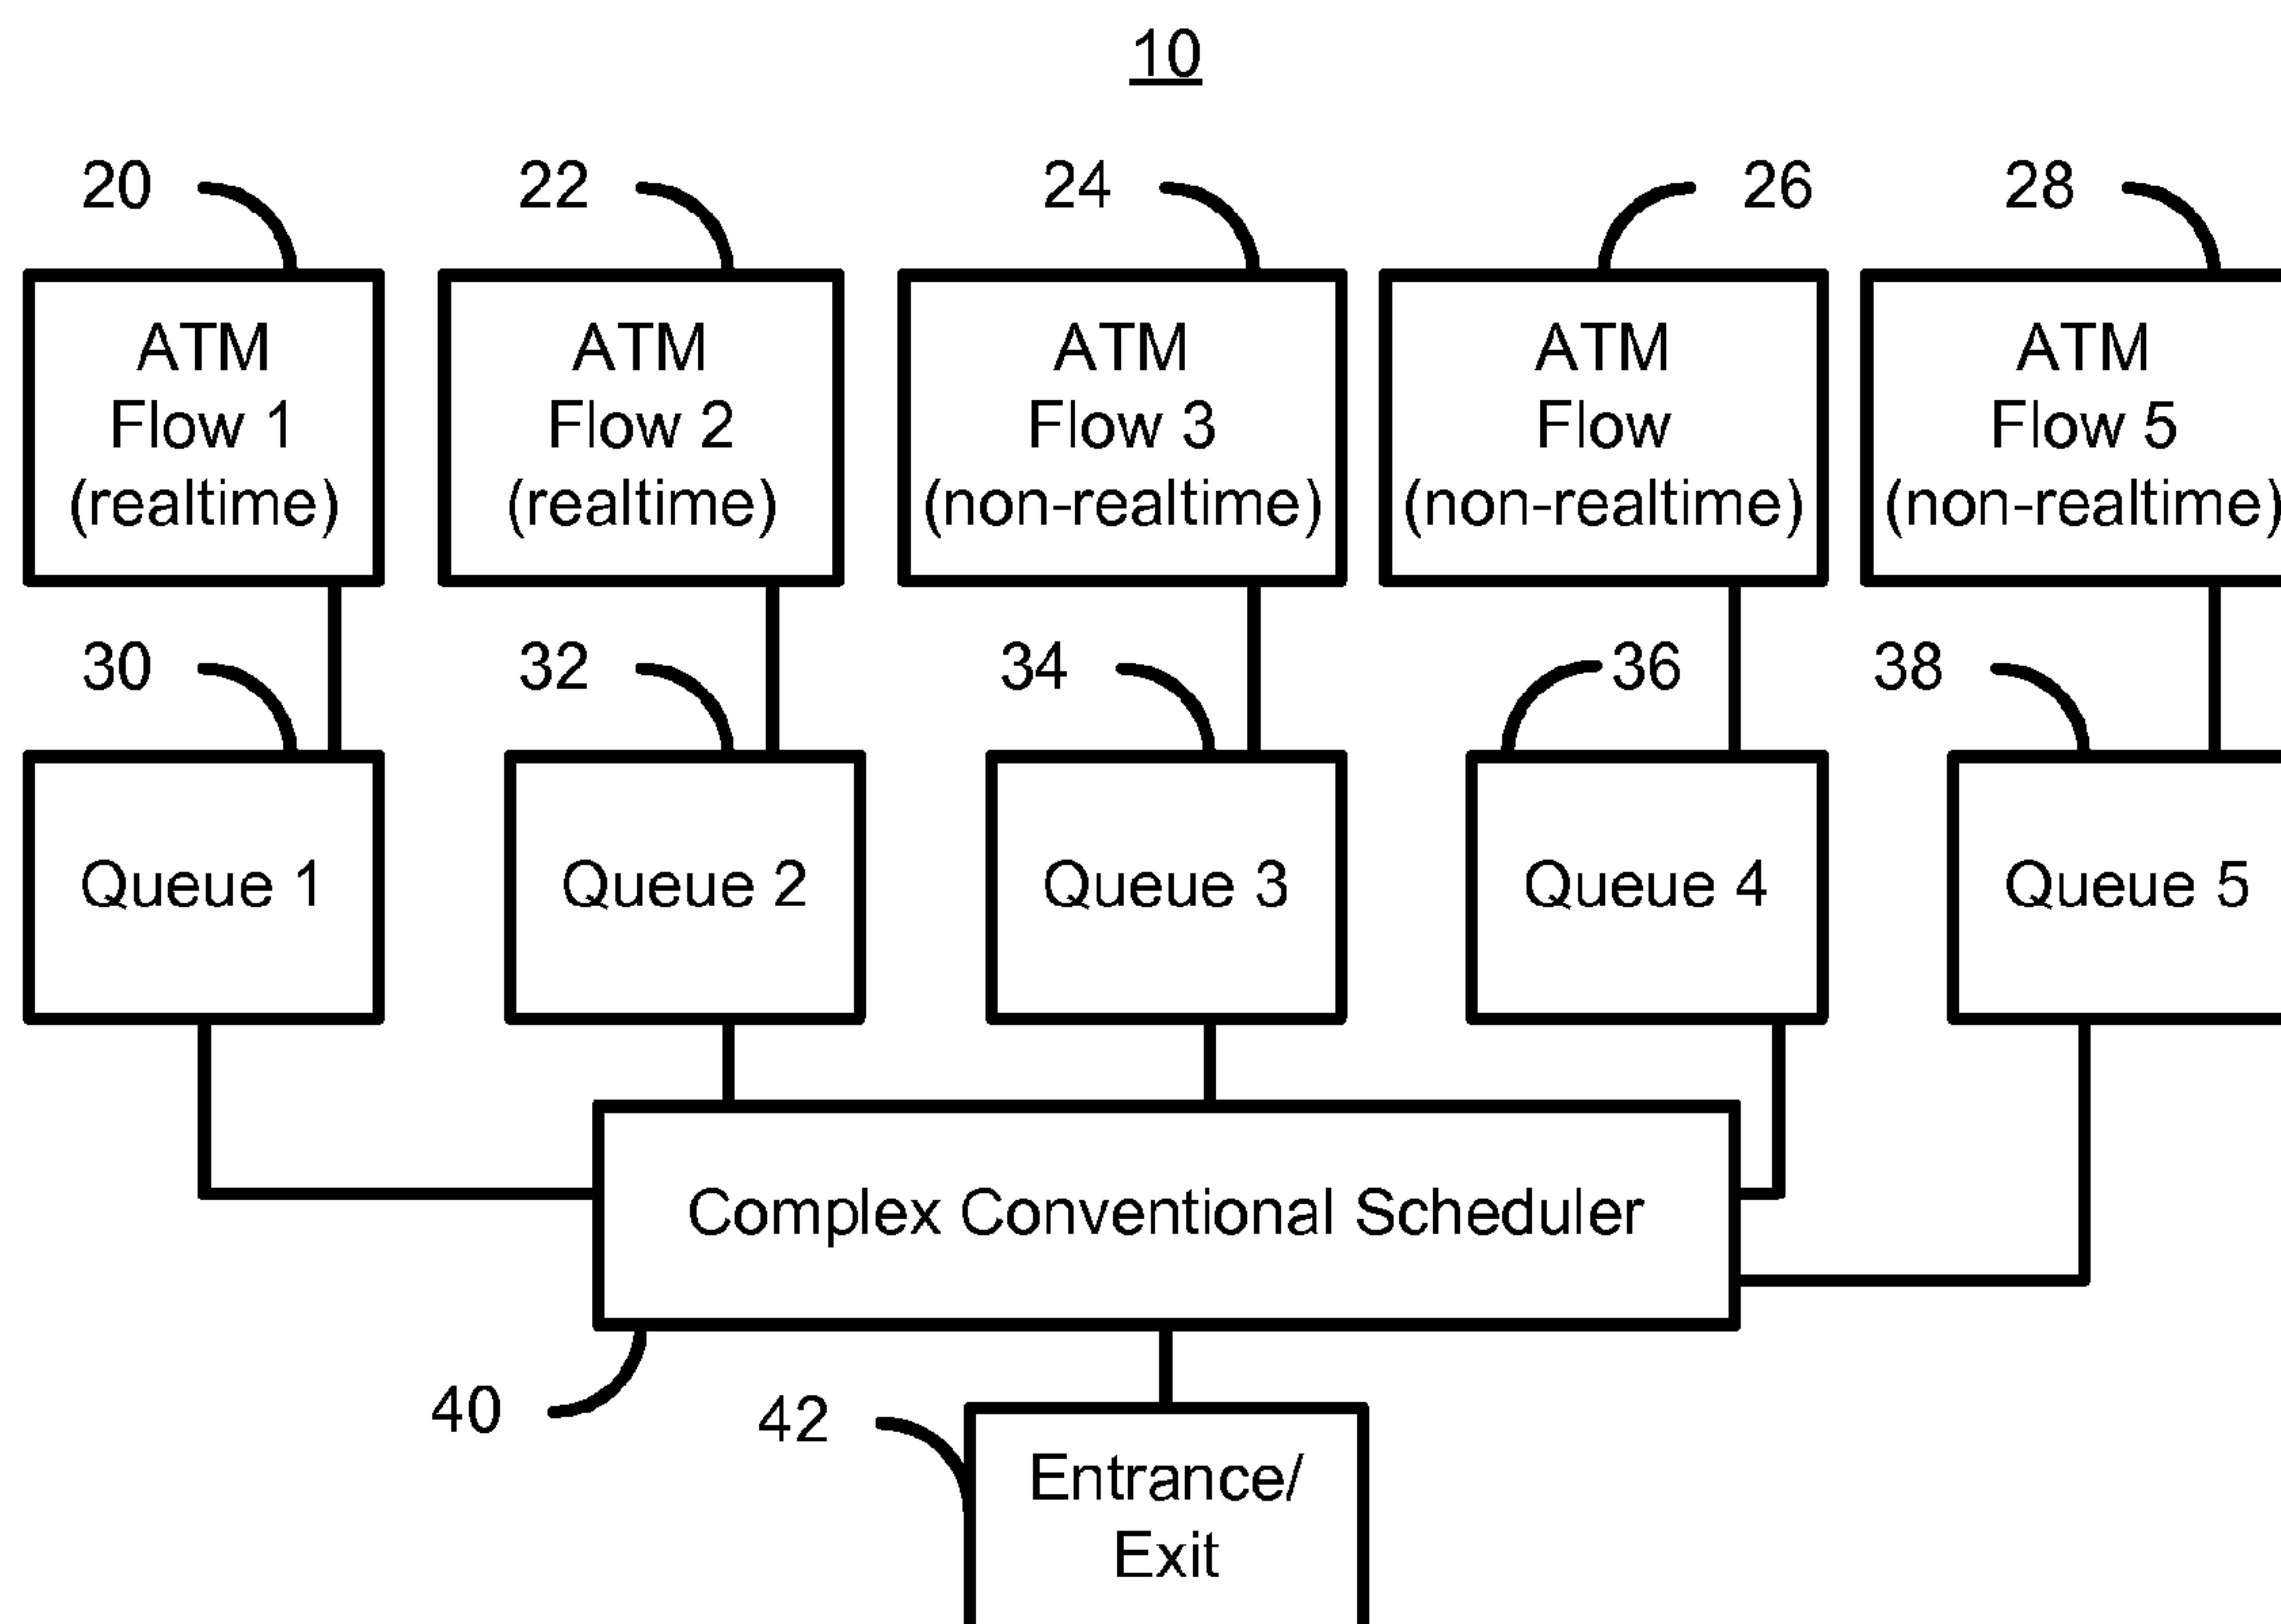 10
20 22 24 26 28
ATM
Flow 1
(realtime)
ATM
Flow 2
(realtime)
ATM
Flow 3
(non-realtime)
ATM
Flow
(non-realtime)
ATM
Flow 5
(non-realtime)
30 32 34 36 38
Queue 1
Queue 2
Queue 3
Queue 4
Queue 5
Complex Conventional Scheduler
40 42
Entrance/
Exit